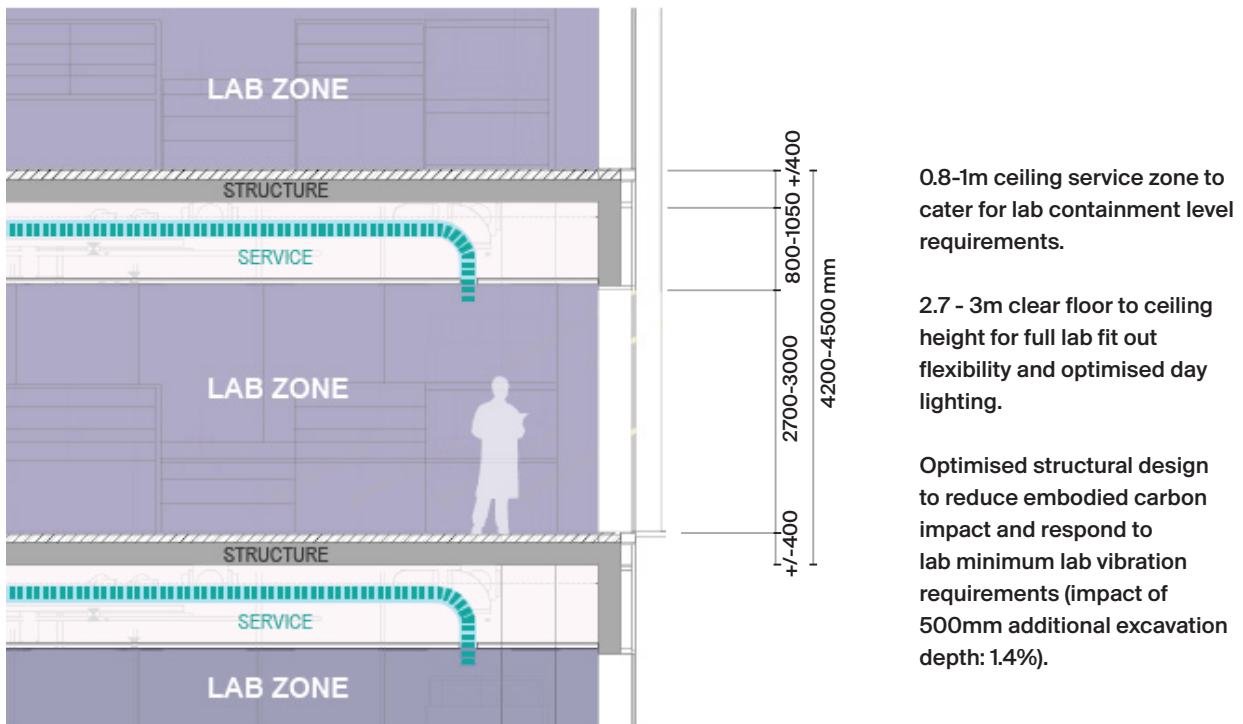 LAB ZONE
STRUCTURE
SERVICE
LAB ZONE
STRUCTURE
SERVICE
LAB ZONE
+/400
800-1050
2700-3000
+/-400
4200-4500 mm
0.8-1m ceiling service zone to
cater for lab containment level
requirements.
2.7 - 3m clear floor to ceiling
height for full lab fit out
flexibility and optimised day
lighting.
Optimised structural design
to reduce embodied carbon
impact and respond to
lab minimum lab vibration
requirements (impact of
500mm additional excavation
depth: 1.4%).